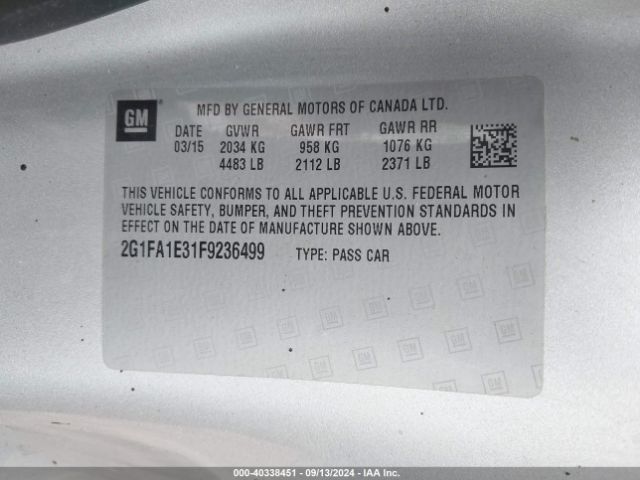 GM
MFD BY GENERAL MOTORS OF CANADA LTD.
DATE GVWR GAWR FRT GAWR RR
03/15 2034 KG 958 KG 1076 KG
4483 LB 2112 LB 2371 LB
THIS VEHICLE CONFORMS TO ALL APPLICABLE U.S. FEDERAL MOTOR
VEHICLE SAFETY, BUMPER, AND THEFT PREVENTION STANDARDS IN
EFFECT ON THE DATE OF MANUFACTURE SHOWN ABOVE.
2G1FA1E31F9236499 TYPE: PASS CAR
000-40338451 - 09/13/2024 - IAA Inc.